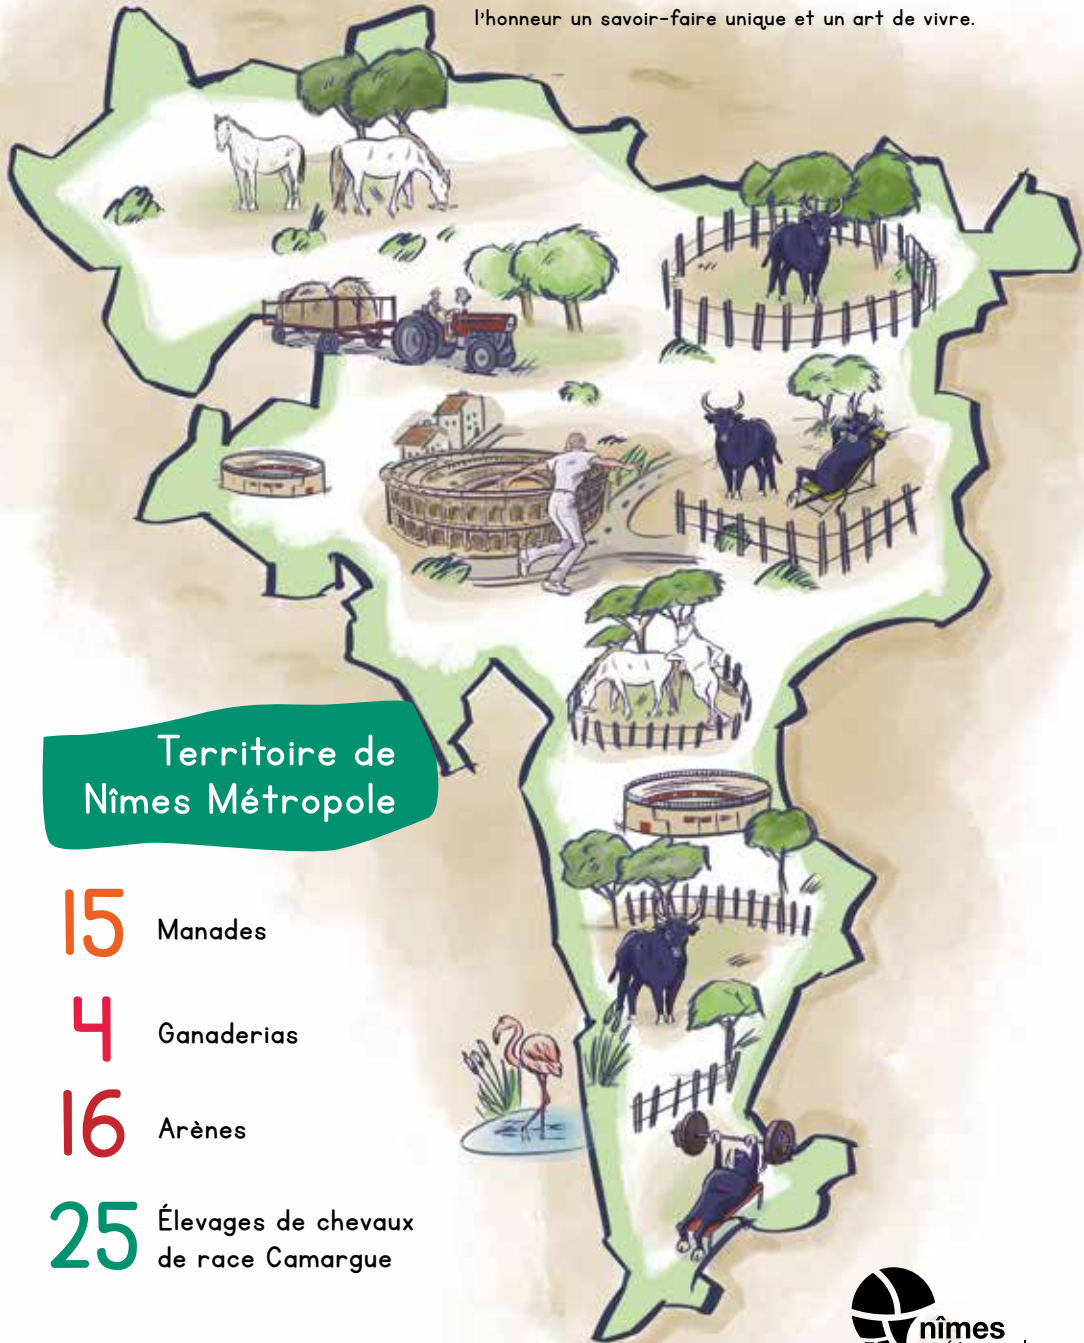 l'honneur un savoir-faire unique et un art de vivre.
Territoire de
Nîmes Métropole
15 Manades
4 Ganaderias
16 Arènes
25 Élevages de chevaux
de race Camargue
nîmes